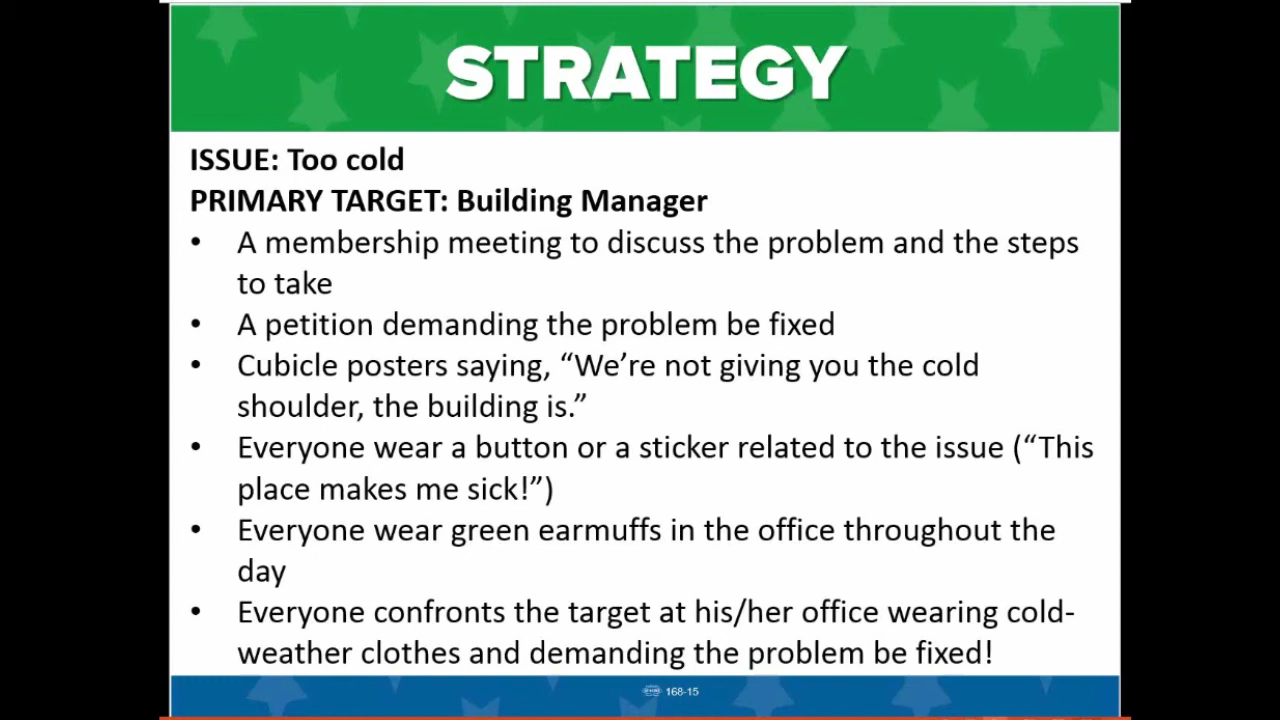 STRATEGY
ISSUE: Too cold
PRIMARY TARGET: Building Manager
• A membership meeting to discuss the problem and the steps
to take
• A petition demanding the problem be fixed
• Cubicle posters saying, “We’re not giving you the cold
shoulder, the building is.”
• Everyone wear a button or a sticker related to the issue (“This
place makes me sick!”)
• Everyone wear green earmuffs in the office throughout the
day
• Everyone confronts the target at his/her office wearing cold-
weather clothes and demanding the problem be fixed!
168-15